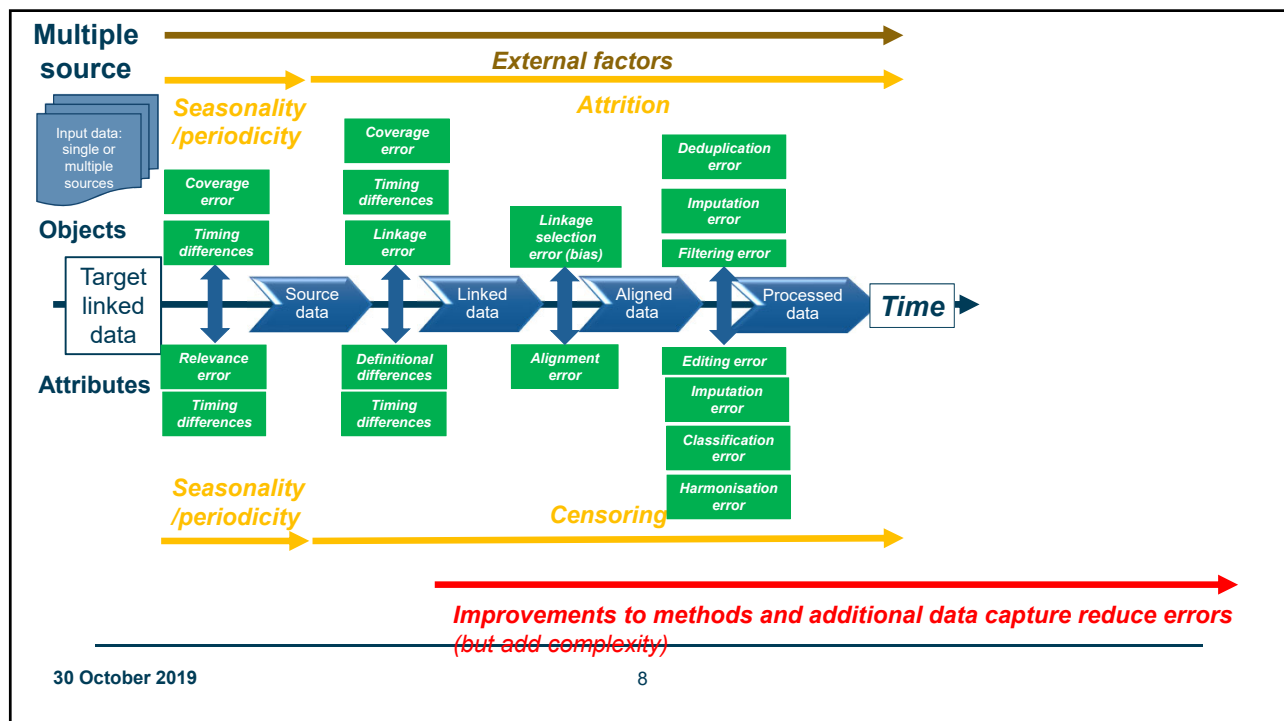 Multiple
source
External factors
Seasonality
/periodicity
Attrition
Input data:
single or
multiple
sources
Coverage
error
Timing
differences
Coverage
error
Timing
differences
Linkage
error
Linkage
selection
error (bias)
Deduplication
error
Imputation
error
Filtering error
Objects
Target
linked
data
Source
data
Linked
data
Aligned
data
Processed
data
Time
Attributes
Relevance
error
Timing
differences
Definitional
differences
Timing
differences
Alignment
error
Editing error
Imputation
error
Classification
error
Harmonisation
error
Seasonality
/periodicity
Censoring
Improvements to methods and additional data capture reduce errors
(but add complexity)
30 October 2019
8